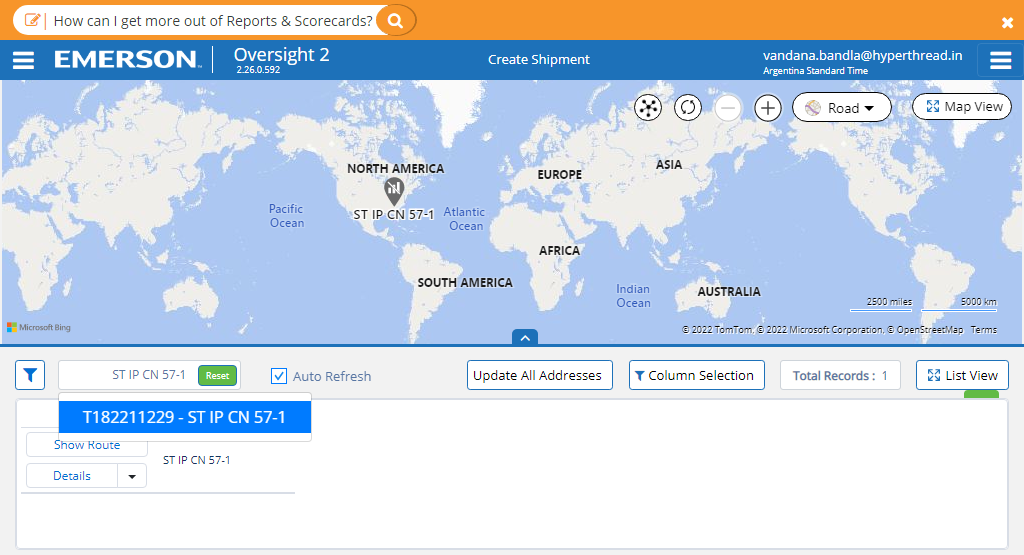 How can I get more out of Reports & Scorecards?
EMERSON
Oversight 2
2.26.0.592
Create Shipment
vandana.bandla@hyperthread.in
Argentina Standard Time
Road
Map View
NORTH AMERICA
EUROPE
ASIA
ST IP CN 57-1
Pacific
Ocean
Atlantic
Ocean
AFRICA
SOUTH AMERICA
Indian
Ocean
AUSTRALIA
2500 miles
5000 km
Microsoft Bing
© 2022 TomTom, © 2022 Microsoft Corporation, © OpenStreetMap Terms
ST IP CN 57-1
Reset
Auto Refresh
Update All Addresses
Column Selection
Total Records : 1
List View
T182211229 - ST IP CN 57-1
Show Route
ST IP CN 57-1
Details